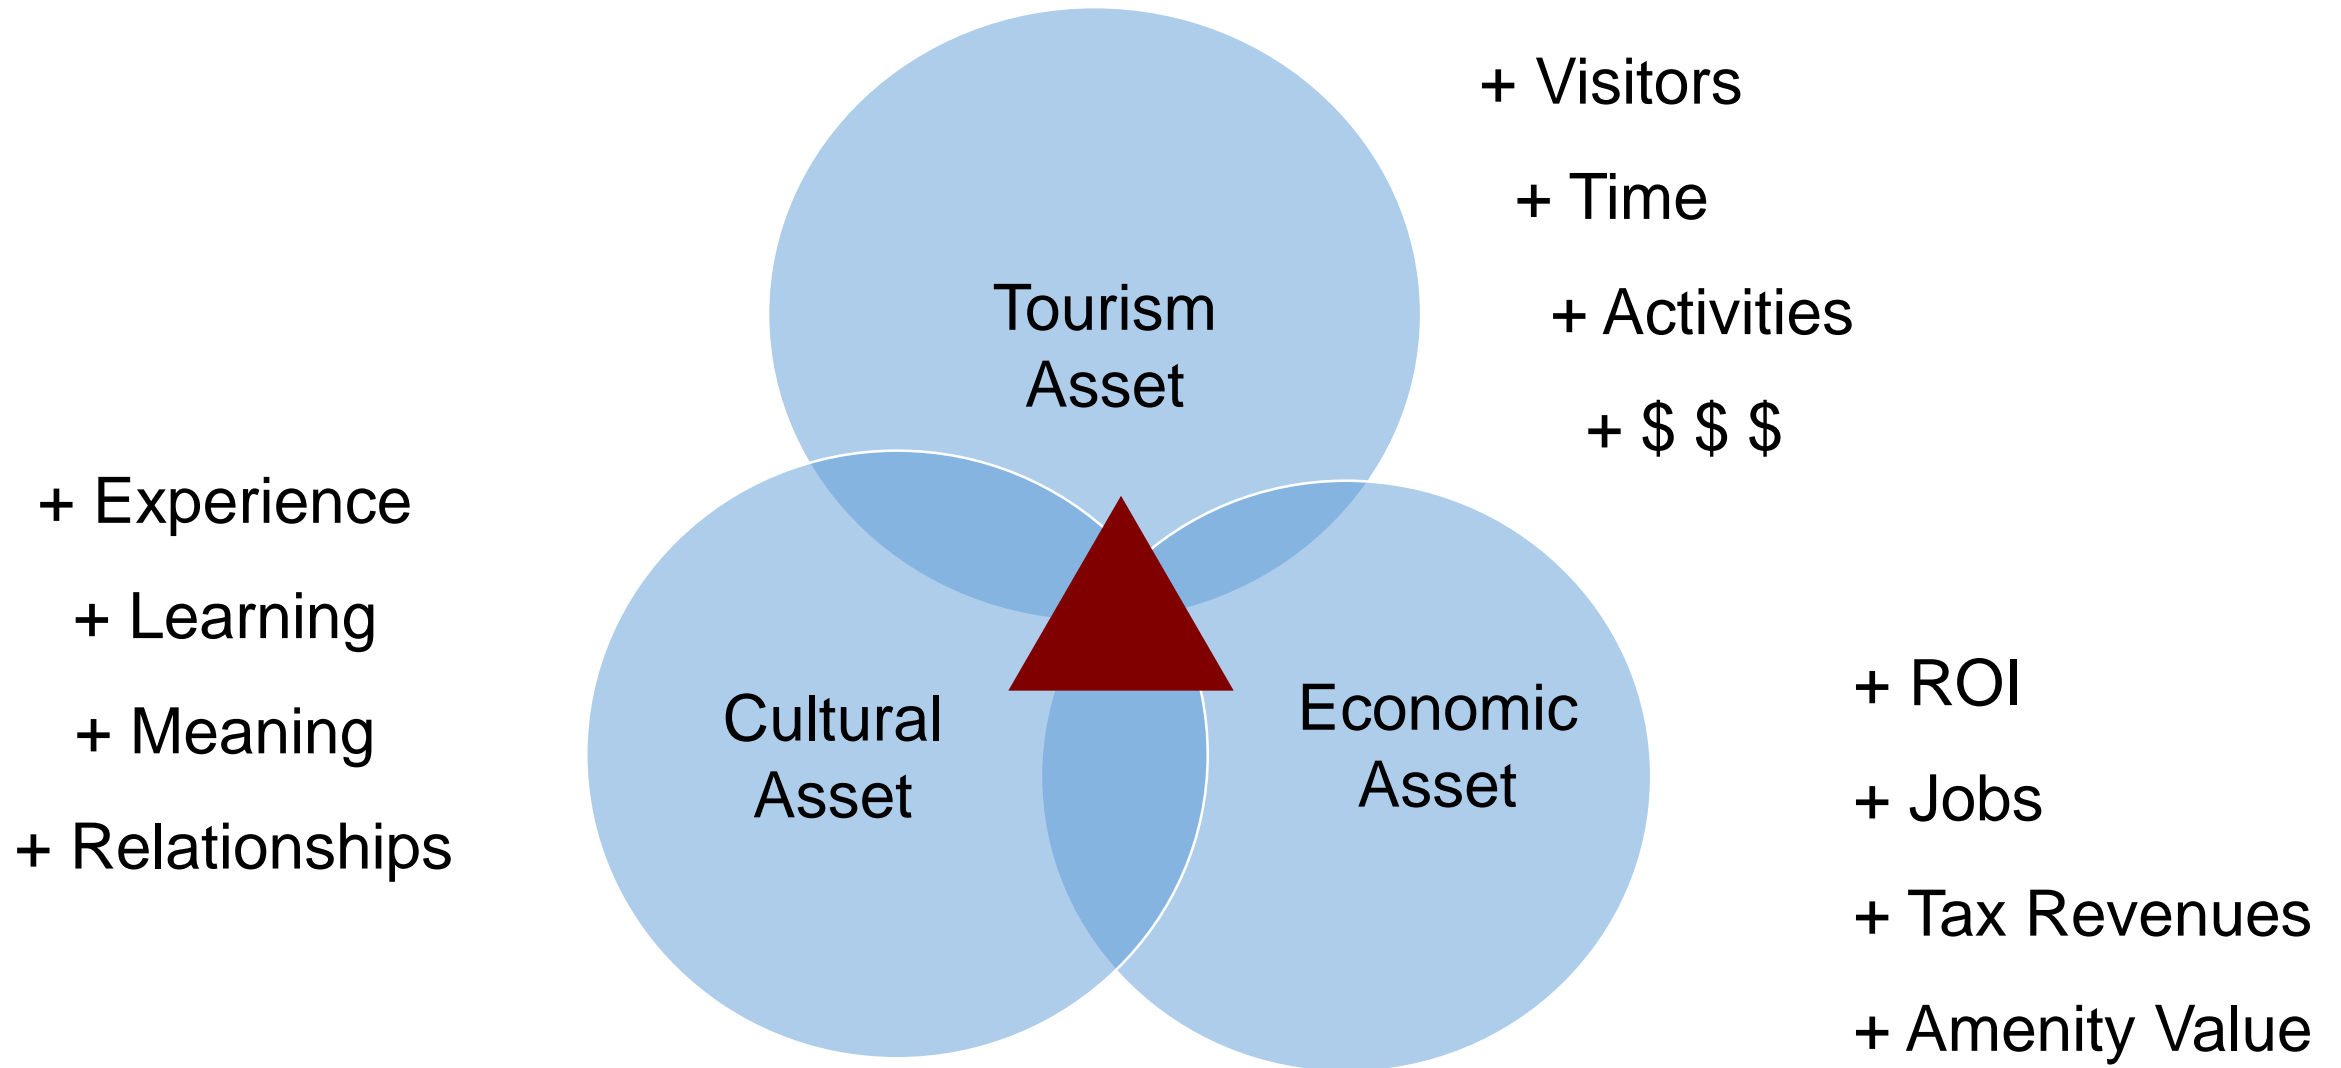 + Visitors
+ Time
+ Activities
+ $ $ $
Tourism
Asset
+ Experience
+ Learning
+ Meaning
+ Relationships
Cultural
Asset
Economic
Asset
+ ROI
+ Jobs
+ Tax Revenues
+ Amenity Value